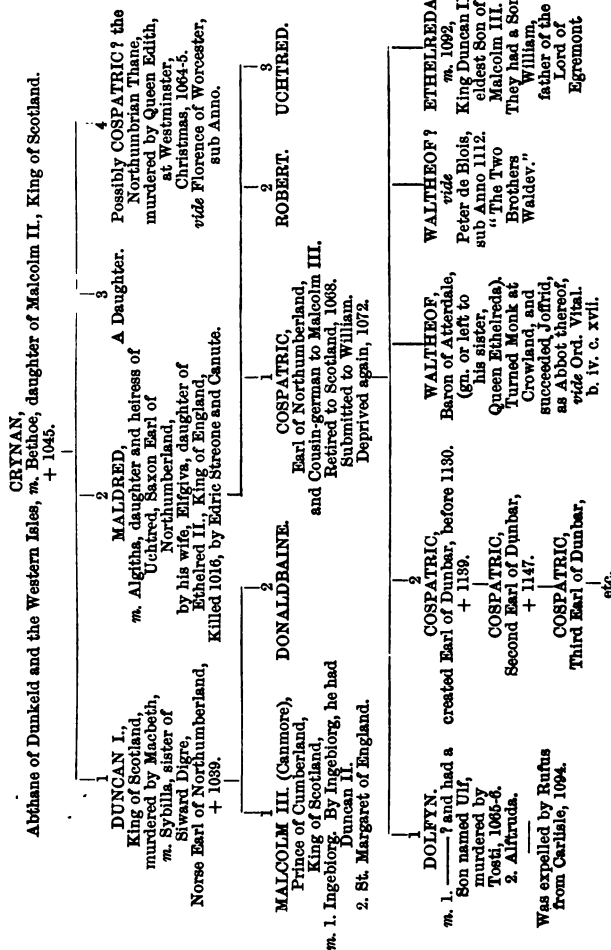 CRYNAN,
Abthane of Dunkeld and the Western Isles, m. Bethoe, daughter of Malcolm II., King of Scotland.
+ 1045.
1
DUNCAN I.,
King of Scotland,
murdered by Macbeth,
m. Sybilla, sister of
Siward Digre,
Norse Earl of Northumberland,
+ 1039.
2
MALDRED,
m. Algitha, daughter and heiress of
Uchtred, Saxon Earl of
Northumberland,
by his wife, Elfgiva, daughter of
Ethelred II., King of England,
Killed 1016, by Edric Streone and Canute.
3
A Daughter.
4
Possibly COSPATRIC? the
Northumbrian Thane,
murdered by Queen Edith,
at Westminster,
Christmas, 1064-5.
vide Florence of Worcester,
sub Anno.
1
MALCOLM III. (Canmore),
Prince of Cumberland,
King of Scotland,
m. 1. Ingebiorg. By Ingebiorg, he had
Duncan II.
2. St. Margaret of England.
2
DONALDBAINE.
1
COSPATRIC,
Earl of Northumberland,
and Cousin-german to Malcolm III.
Retired to Scotland, 1068.
Submitted to William.
Deprived again, 1072.
2
ROBERT.
3
UCHTRED.
1
DOLFYN.
m. 1. —— ? and had a
Son named Ulf,
murdered by
Tosti, 1065-6.
2. Alftruda.
Was expelled by Rufus
from Carlisle, 1094.
2
COSPATRIC,
created Earl of Dunbar, before 1130.
+ 1139.
COSPATRIC,
Second Earl of Dunbar,
+ 1147.
COSPATRIC,
Third Earl of Dunbar,
etc.
WALTHEOF,
Baron of Atterdale,
(gn. or left to
his sister,
Queen Ethelreda).
Turned Monk at
Crowland, and
succeeded Joffrid,
as Abbot thereof,
vide Ord. Vital.
b. iv. c. xvii.
WALTHEOF?
vide
Peter de Blois,
sub Anno 1112.
"The Two
Brothers
Waldev."
ETHELREDA
m. 1092,
King Duncan II
eldest Son of
Malcolm III.
They had a Son
William,
father of the
Lord of
Egremont